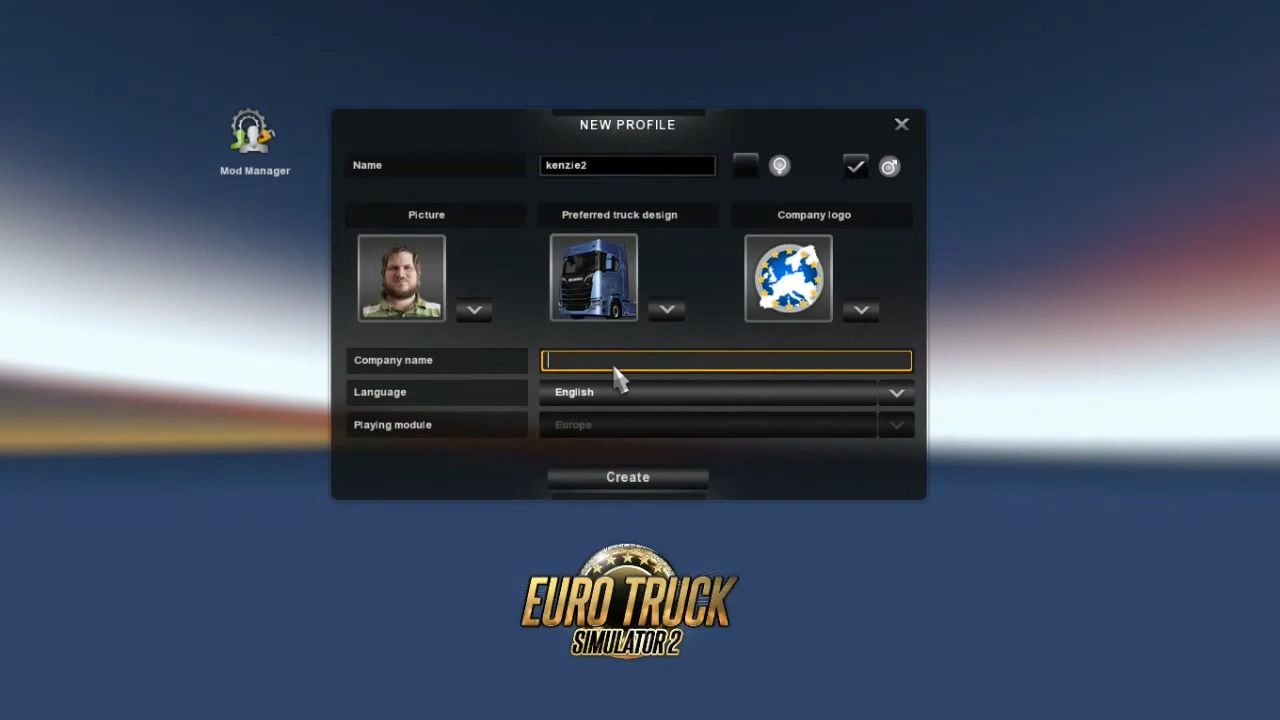 NEW PROFILE
Mod Manager
Name
kenzie2
Picture
Preferred truck design
Company logo
Company name
Language
English
Playing module
Europe
Create
EURO TRUCK
SIMULATOR 2